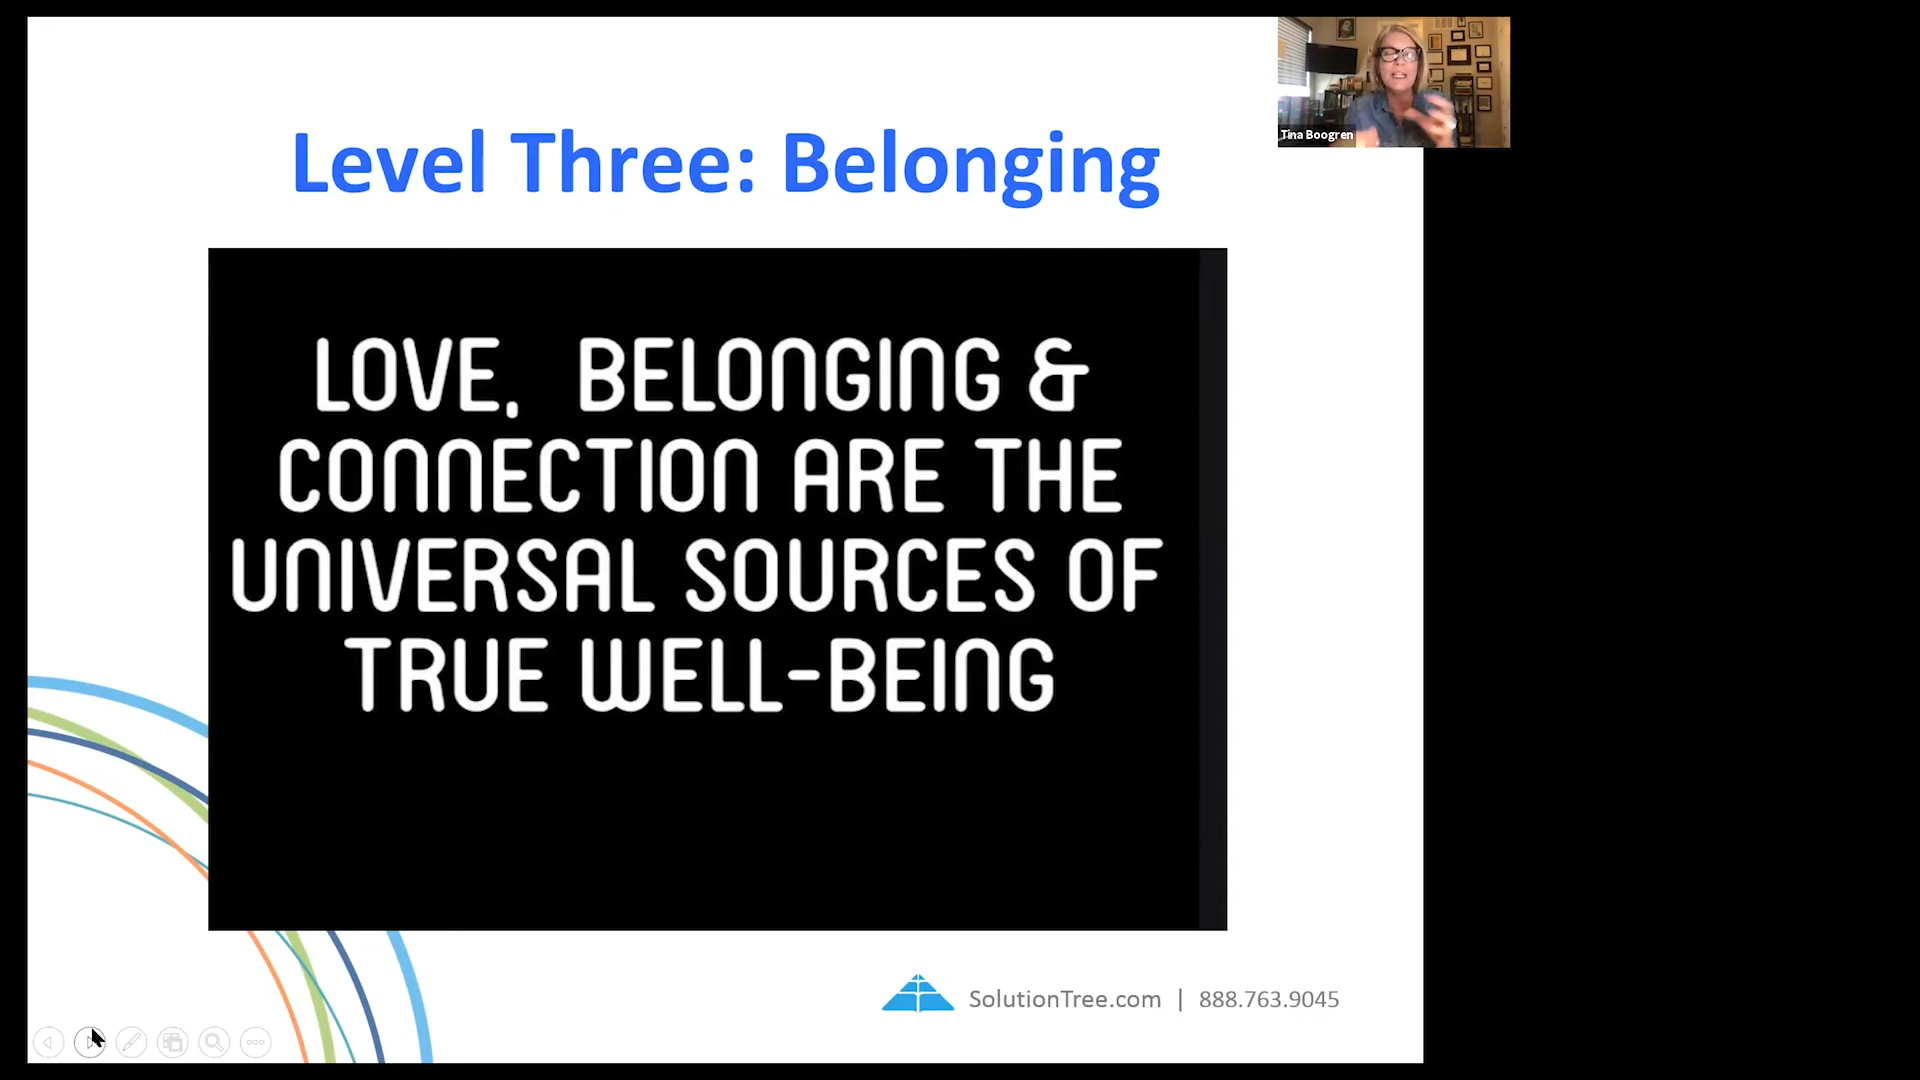 Level Three: Belonging
LOVE, BELONGING &
CONNECTION ARE THE
UNIVERSAL SOURCES OF
TRUE WELL-BEING
Tina Boogren
SolutionTree.com | 888.763.9045